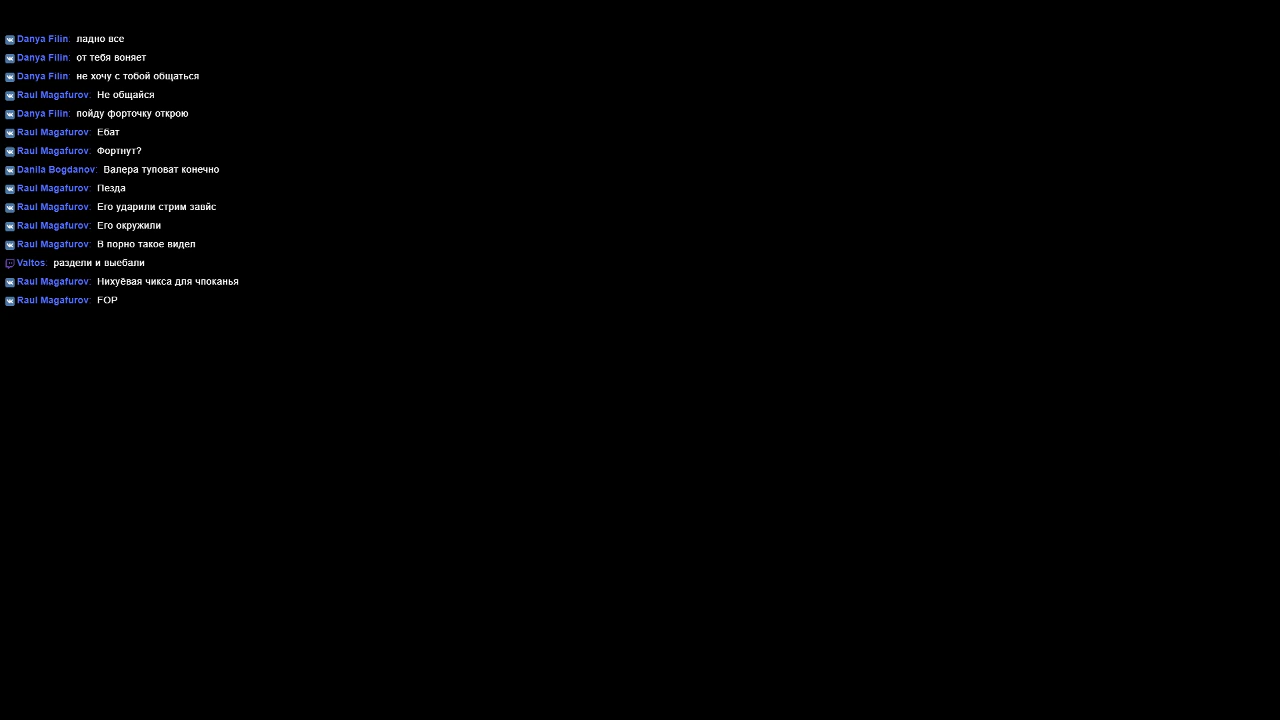 Danya Filin: ладно все
Danya Filin: от тебя воняет
Danya Filin: не хочу с тобой общаться
Raul Magafurov: Не общайся
Danya Filin: пойду форточку открою
Raul Magafurov: Ебат
Raul Magafurov: Фортнут?
Danila Bogdanov: Валера туповат конечно
Raul Magafurov: Пезда
Raul Magafurov: Его ударили стрим завйс
Raul Magafurov: Его окружили
Raul Magafurov: В порно такое видел
Valtos: раздели и выебали
Raul Magafurov: Нихуёвая чикса для чпоканья
Raul Magafurov: FOP